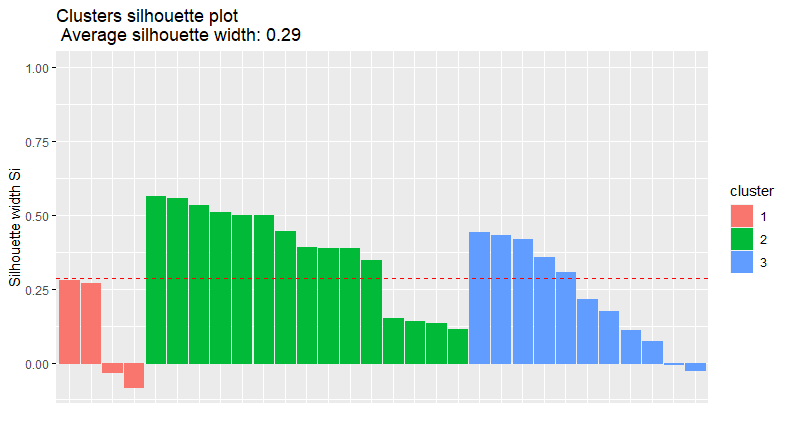 Clusters silhouette plot
Average silhouette width: 0.29
1.00
0.75
0.50
0.25
0.00
Silhouette width Si
cluster
1
2
3